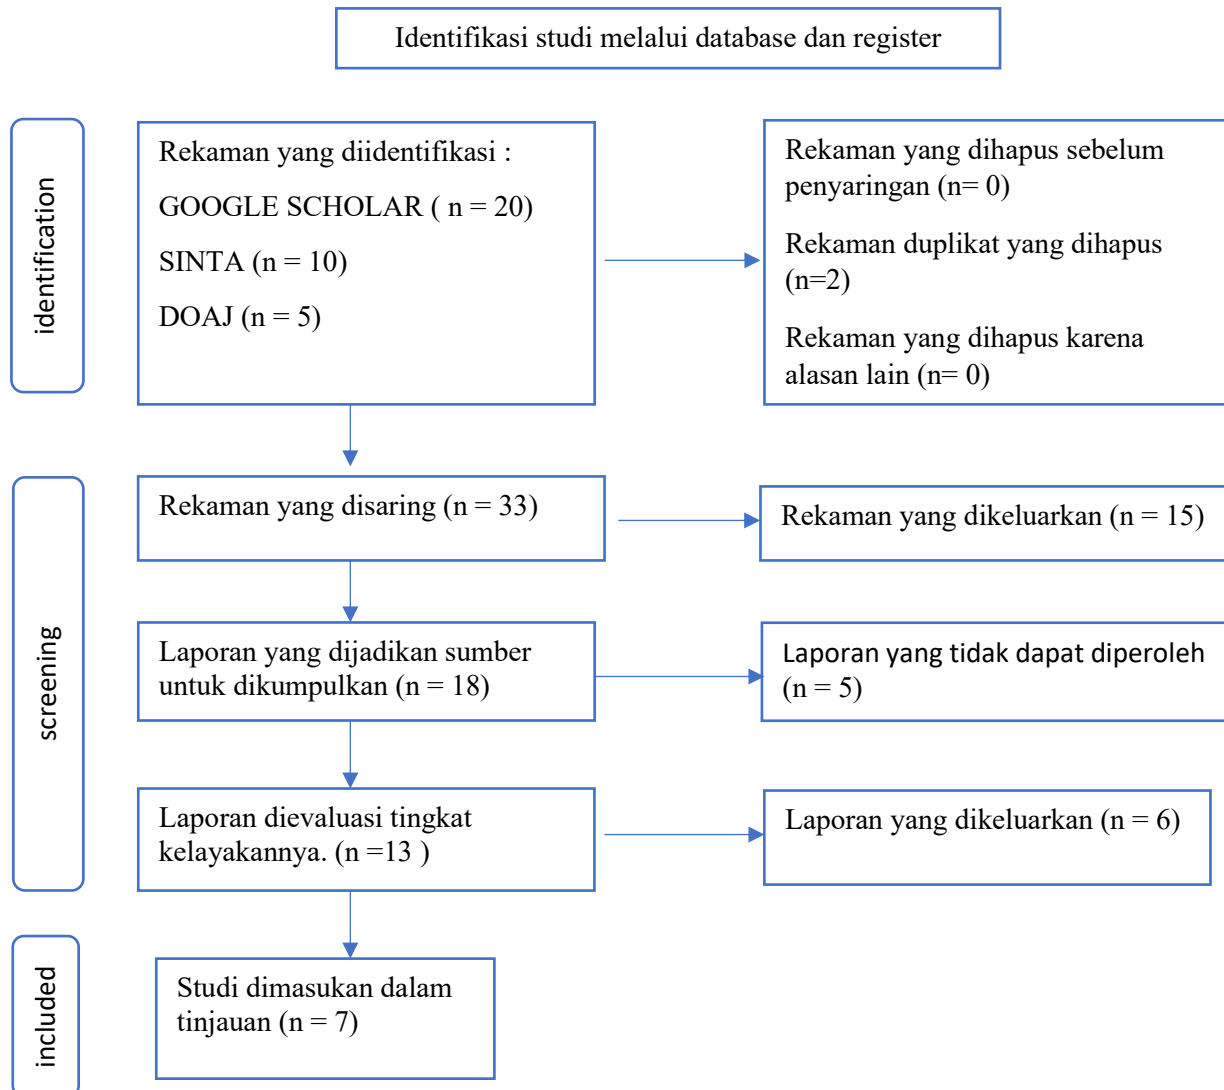 Identifikasi studi melalui database dan register
identification
Rekaman yang diidentifikasi :
GOOGLE SCHOLAR ( n = 20)
SINTA (n = 10)
DOAJ (n = 5)
Rekaman yang dihapus sebelum
penyaringan (n= 0)
Rekaman duplikat yang dihapus
(n=2)
Rekaman yang dihapus karena
alasan lain (n= 0)
screening
Rekaman yang disaring (n = 33)
Rekaman yang dikeluarkan (n = 15)
Laporan yang dijadikan sumber
untuk dikumpulkan (n = 18)
Laporan yang tidak dapat diperoleh
(n = 5)
Laporan dievaluasi tingkat
kelayakannya. (n =13 )
Laporan yang dikeluarkan (n = 6)
included
Studi dimasukan dalam
tinjauan (n = 7)